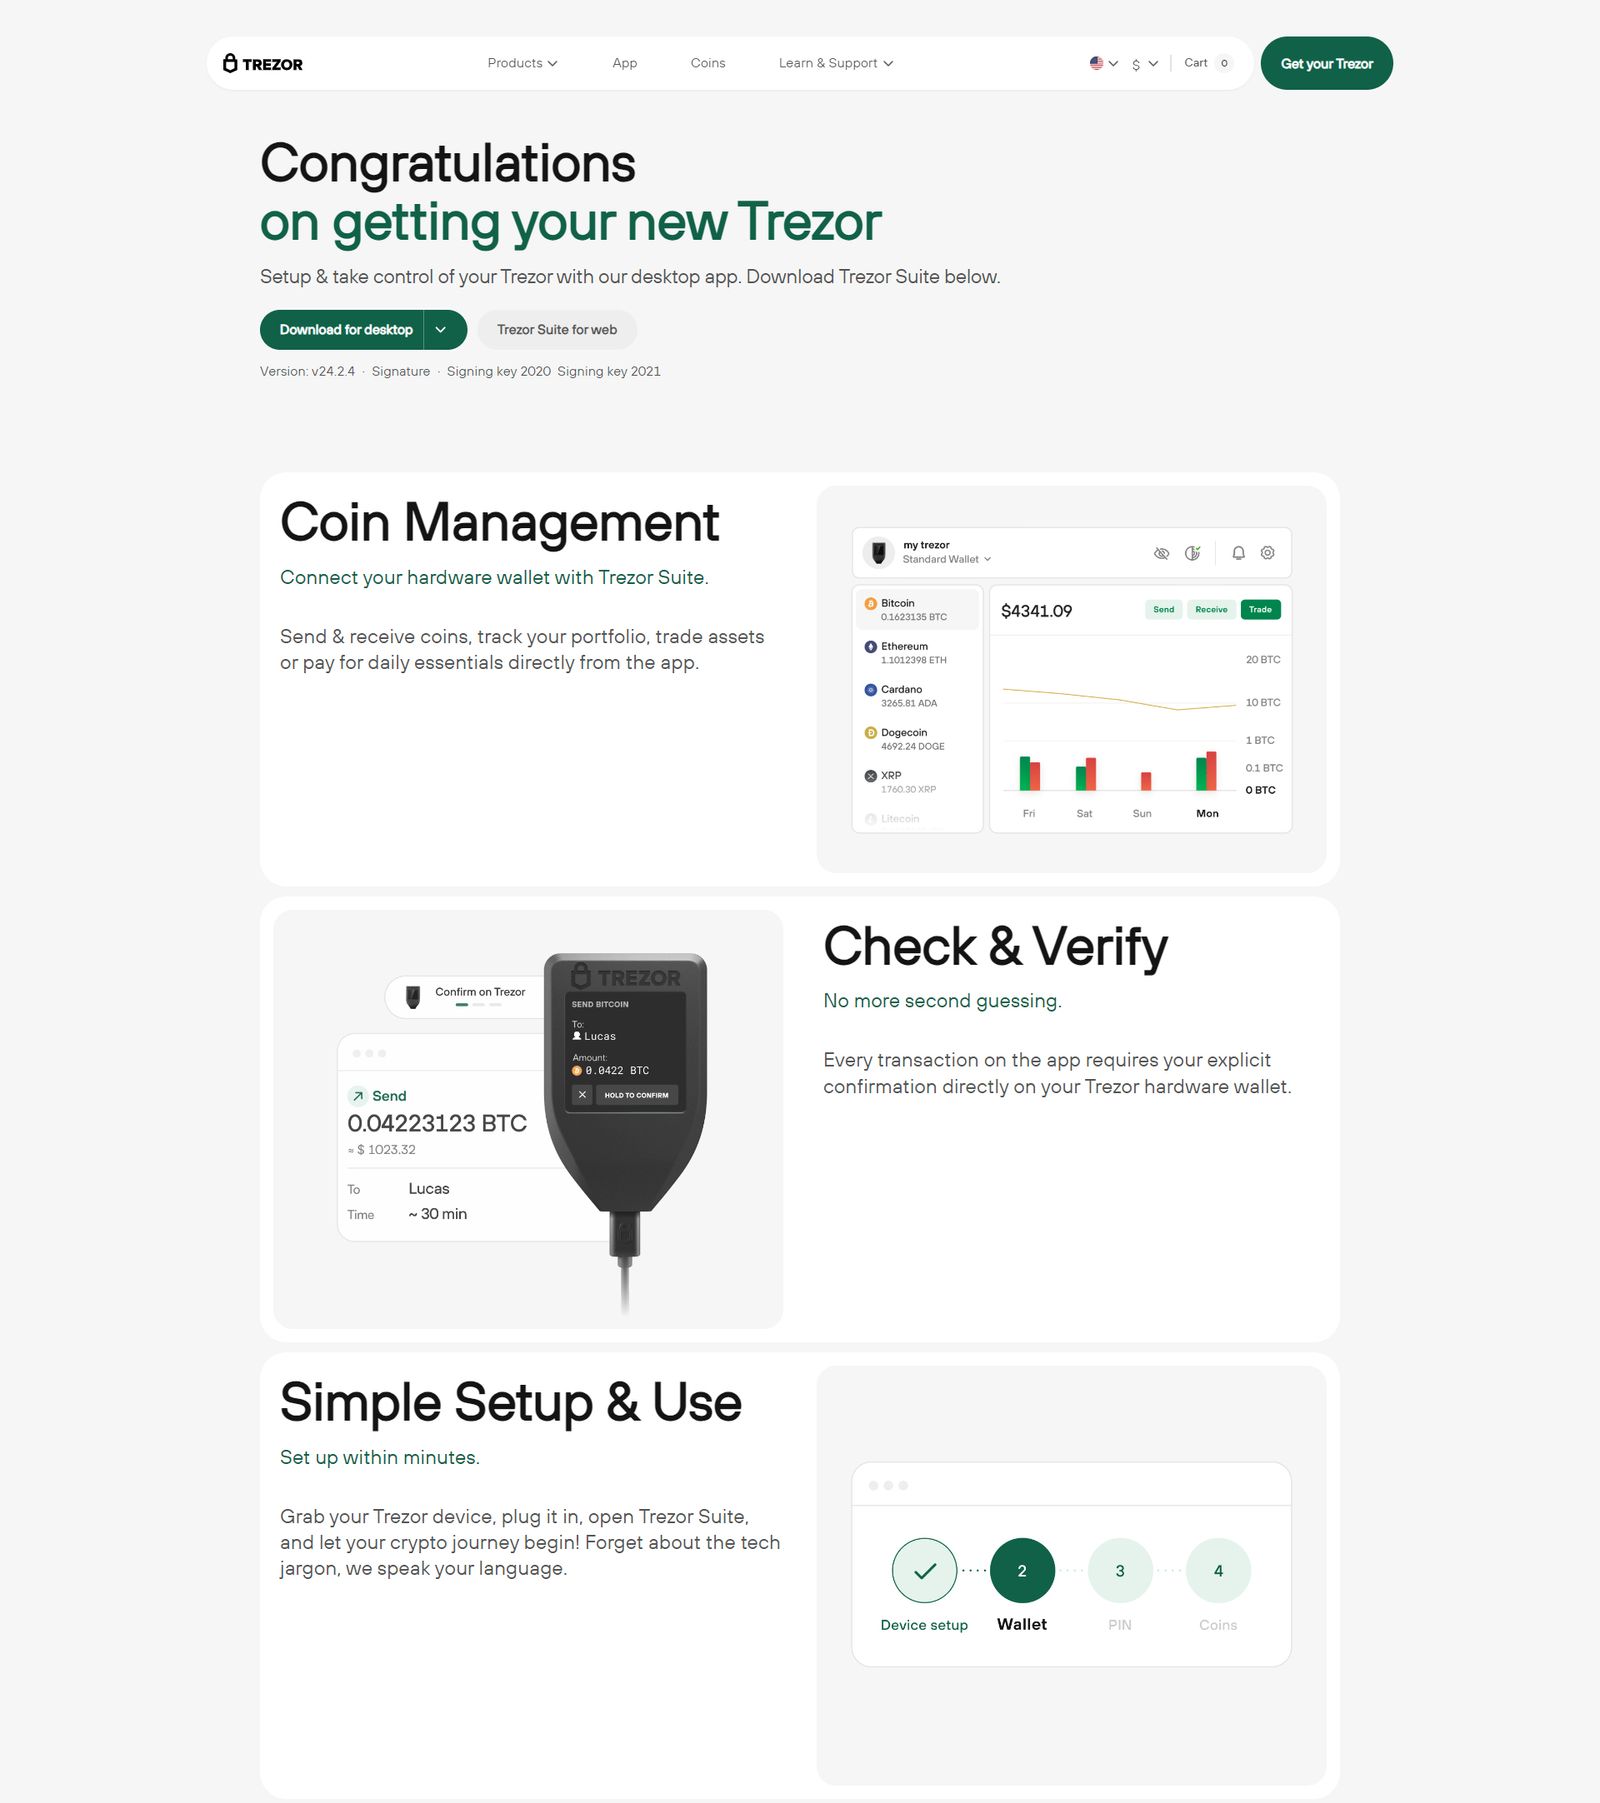 TREZOR
Products
App
Coins
Learn & Support
$
Cart 0
Get your Trezor
Congratulations
on getting your new Trezor
Setup & take control of your Trezor with our desktop app. Download Trezor Suite below.
Download for desktop
Trezor Suite for web
Version: v24.2.4 · Signature · Signing key 2020 Signing key 2021
Coin Management
Connect your hardware wallet with Trezor Suite.
Send & receive coins, track your portfolio, trade assets
or pay for daily essentials directly from the app.
my trezor
Standard Wallet
Bitcoin
0.1623135 BTC
Ethereum
1.1012398 ETH
Cardano
3265.81 ADA
Dogecoin
4692.24 DOGE
XRP
1760.30 XRP
Litecoin
$4341.09
Send
Receive
Trade
20 BTC
10 BTC
1 BTC
0.1 BTC
0 BTC
Fri
Sat
Sun
Mon
Confirm on Trezor
Send
0.04223123 BTC
≈ $ 1023.32
To Lucas
Time ~ 30 min
TREZOR
SEND BITCOIN
To:
Lucas
Amount:
0.0422 BTC
HOLD TO CONFIRM
Check & Verify
No more second guessing.
Every transaction on the app requires your explicit
confirmation directly on your Trezor hardware wallet.
Simple Setup & Use
Set up within minutes.
Grab your Trezor device, plug it in, open Trezor Suite,
and let your crypto journey begin! Forget about the tech
jargon, we speak your language.
2
3
4
Device setup
Wallet
PIN
Coins